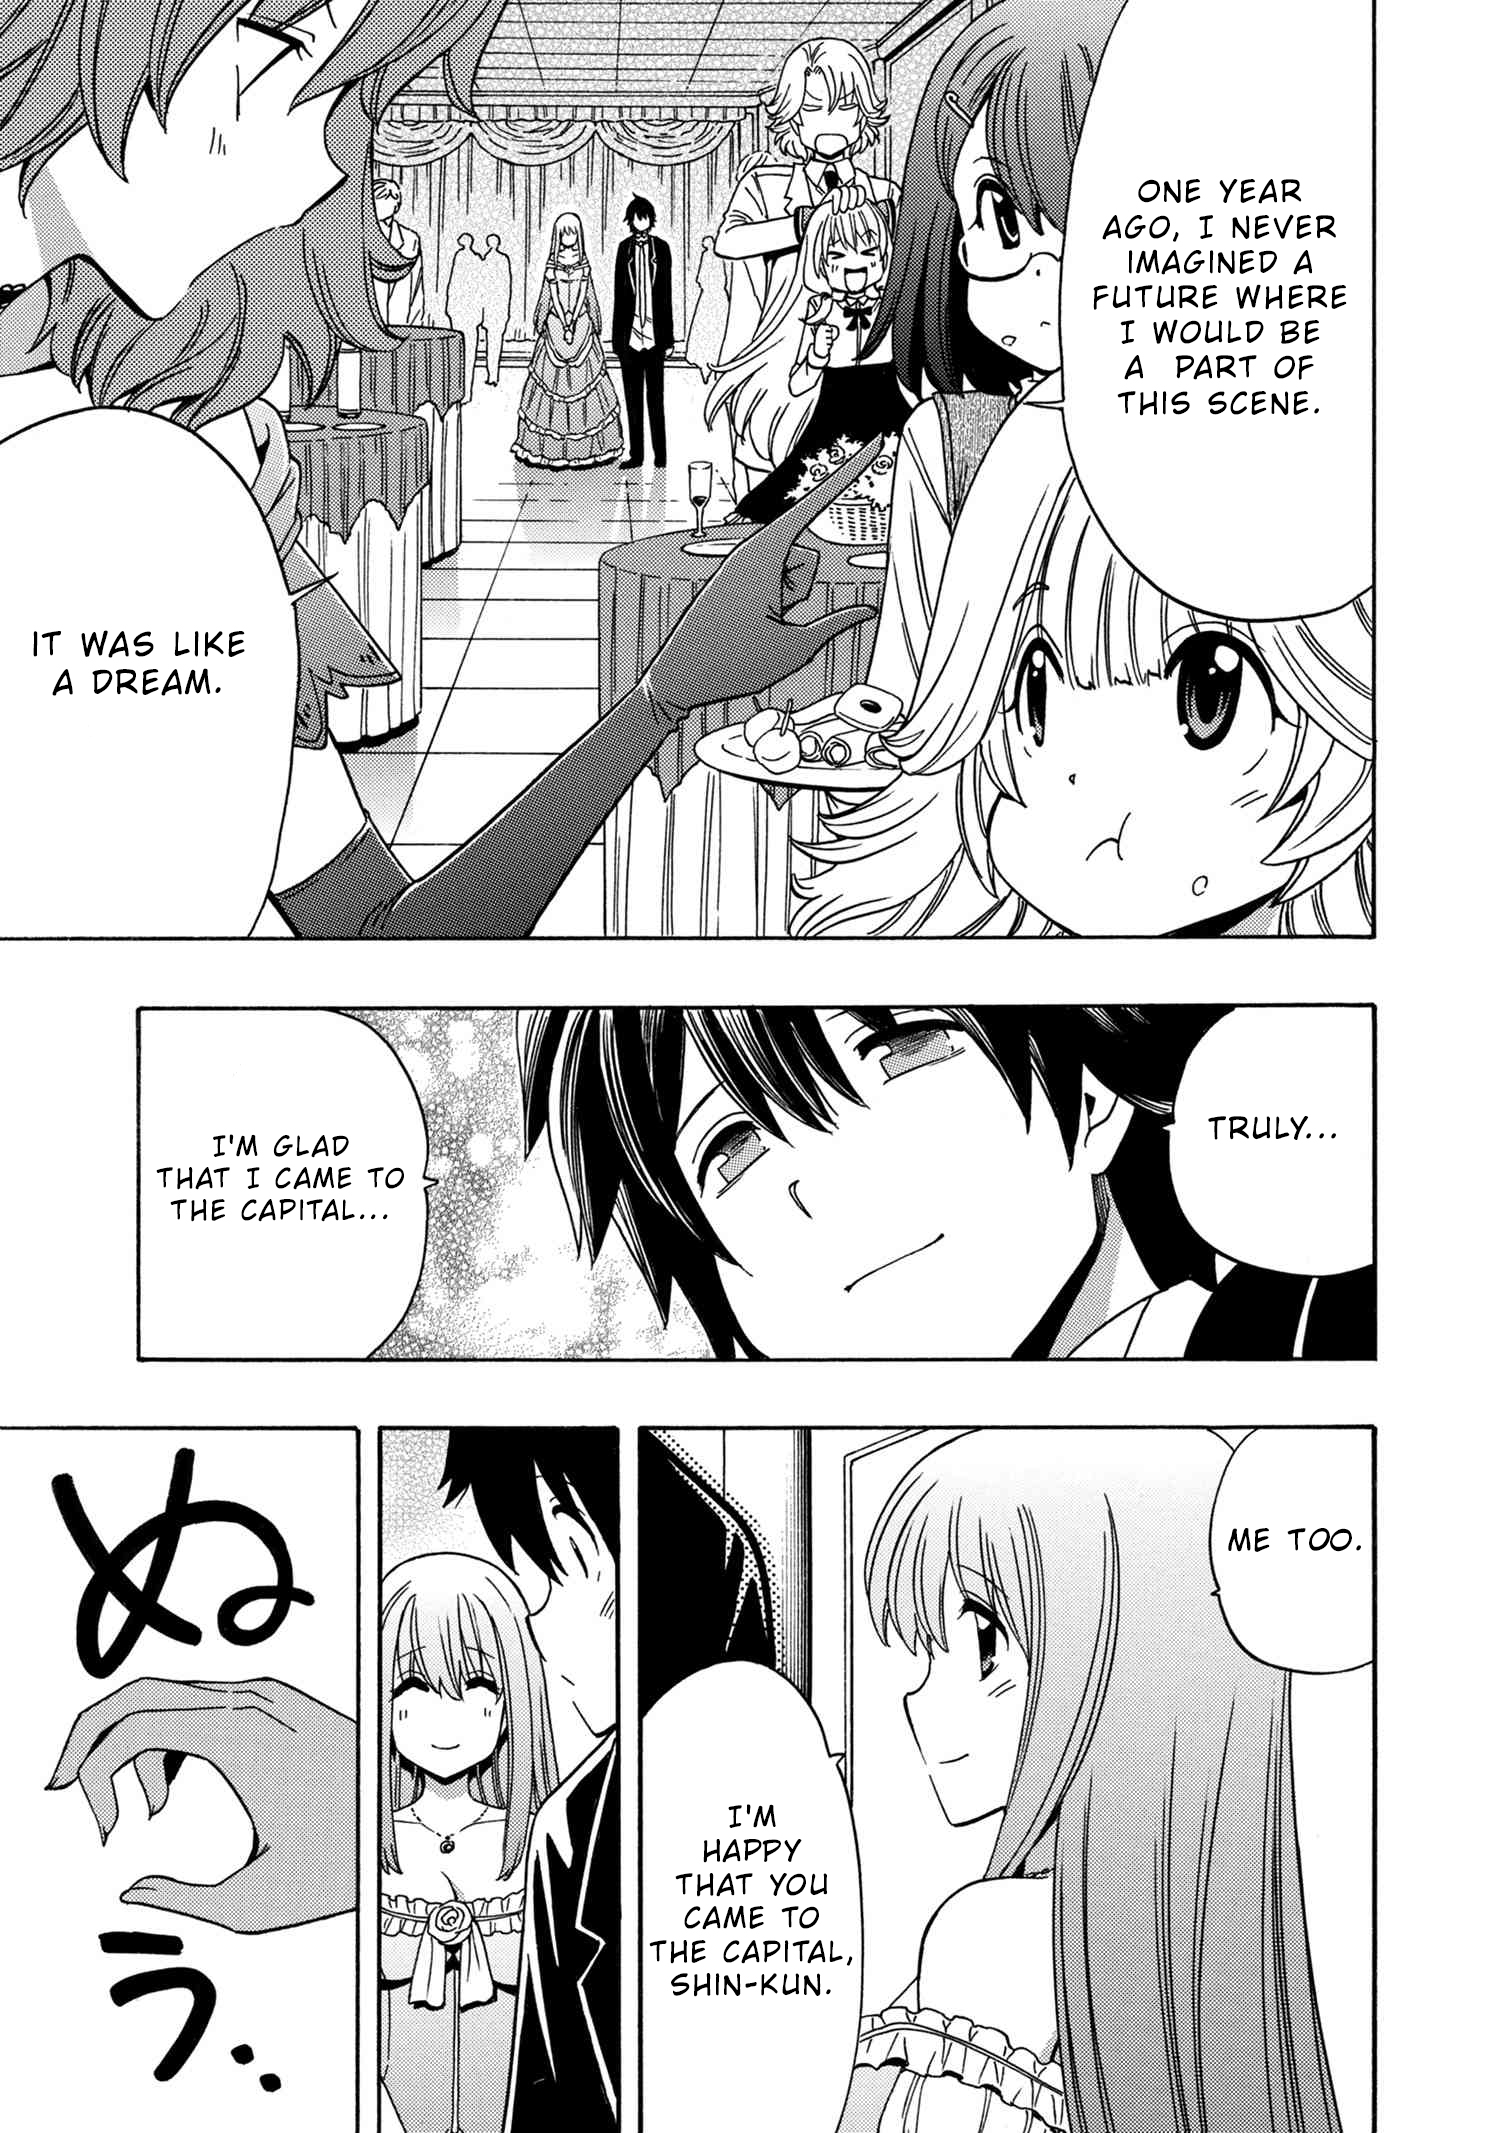 ONE YEAR
AGO, I NEVER
IMAGINED A
FUTURE WHERE
I WOULD BE
A PART OF
THIS SCENE.
IT WAS LIKE
A DREAM.
TRULY...
I'M GLAD
THAT I CAME TO
THE CAPITAL...
ME TOO.
I'M
HAPPY
THAT YOU
CAME TO
THE CAPITAL,
SHIN-KUN.
ぬ
う..